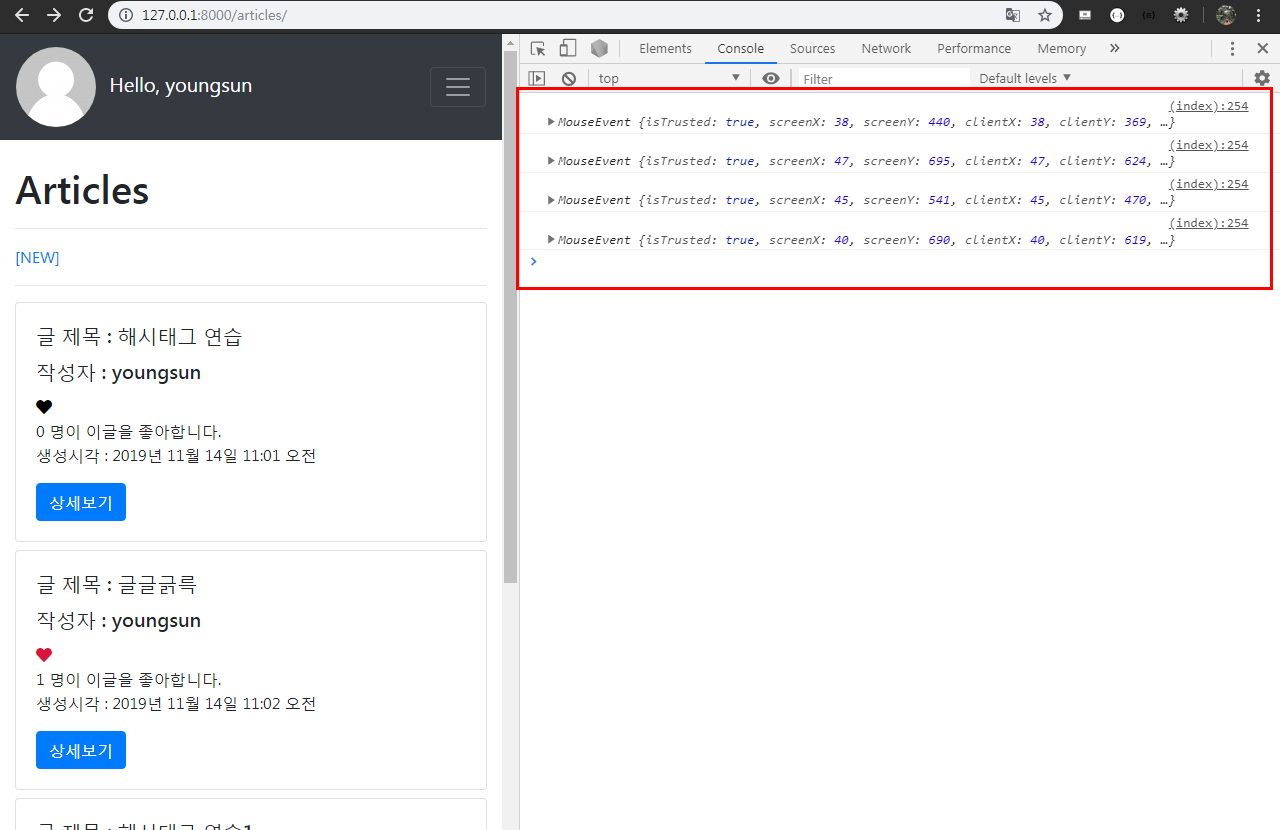 127.0.0.1:8000/articles/
Hello, youngsun
Articles
[NEW]
글 제목 : 해시태그 연습
작성자 : youngsun
0 명이 이글을 좋아합니다.
생성시각 : 2019년 11월 14일 11:01 오전
상세보기
글 제목 : 글글긁륵
작성자 : youngsun
1 명이 이글을 좋아합니다.
생성시각 : 2019년 11월 14일 11:02 오전
상세보기
글 제목 : 해시태그 연습1
Elements Console Sources Network Performance Memory »
top ▼ Filter Default levels ▼
(index):254
▶MouseEvent {isTrusted: true, screenX: 38, screenY: 440, clientX: 38, clientY: 369, …}
(index):254
▶MouseEvent {isTrusted: true, screenX: 47, screenY: 695, clientX: 47, clientY: 624, …}
(index):254
▶MouseEvent {isTrusted: true, screenX: 45, screenY: 541, clientX: 45, clientY: 470, …}
(index):254
▶MouseEvent {isTrusted: true, screenX: 40, screenY: 690, clientX: 40, clientY: 619, …}